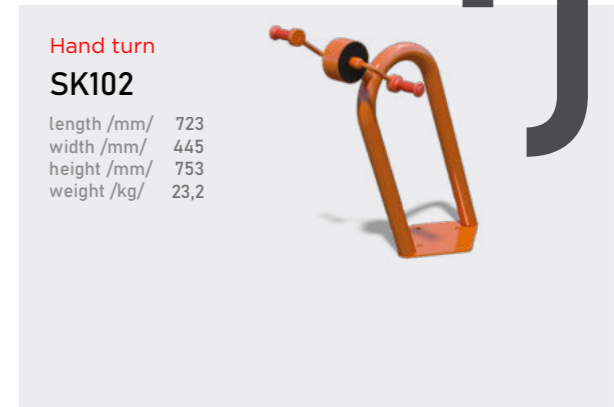 Hand turn
SK102
length /mm/ 723
width /mm/ 445
height /mm/ 753
weight /kg/ 23,2